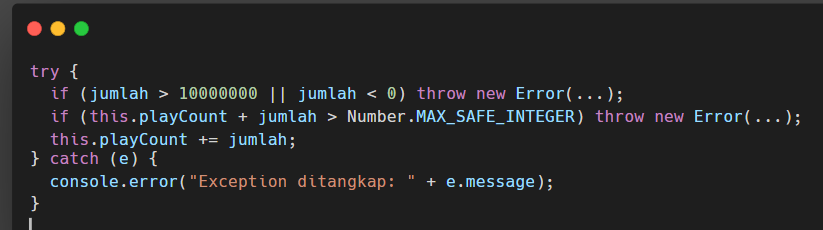 try {
  if (jumlah > 10000000 || jumlah < 0) throw new Error(...);
  if (this.playCount + jumlah > Number.MAX_SAFE_INTEGER) throw new Error(...);
  this.playCount += jumlah;
} catch (e) {
  console.error("Exception ditangkap: " + e.message);
}